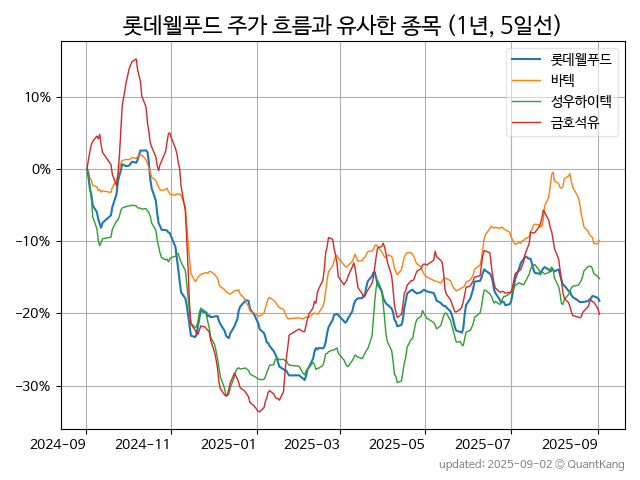 롯데웰푸드 주가 흐름과 유사한 종목 (1년, 5일선)
롯데웰푸드
바텍
성우하이텍
금호석유
10%
0%
−10%
−20%
−30%
2024-09
2024-11
2025-01
2025-03
2025-05
2025-07
2025-09
updated: 2025-09-02 © QuantKang